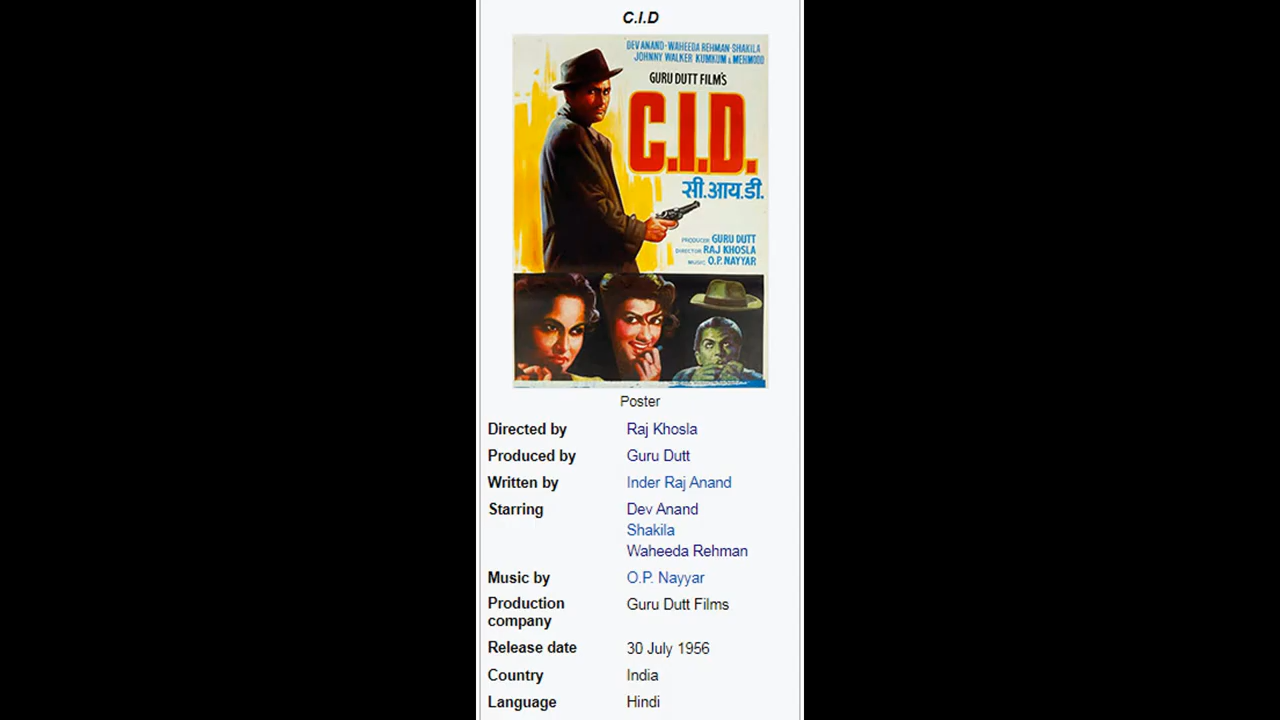 C.I.D
DEV ANAND-WAHEEDA REHMAN-SHAKILA
JOHNNY WALKER KUMKUM & MEHMOOD
GURU DUTT FILM'S
C.I.D.
सी.आय.डी.
PRODUCER GURU DUTT
DIRECTOR RAJ KHOSLA
MUSIC O.P. NAYYAR
Poster
Directed by Raj Khosla
Produced by Guru Dutt
Written by Inder Raj Anand
Starring Dev Anand
Shakila
Waheeda Rehman
Music by O.P. Nayyar
Production Guru Dutt Films
company
Release date 30 July 1956
Country India
Language Hindi